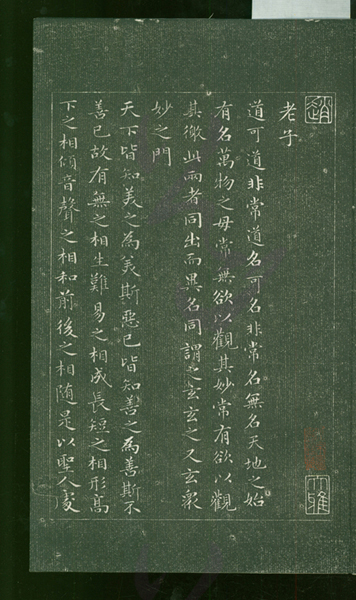 老子
道可道非常道名可名非常名無名天地之始
有名萬物之母常無欲以觀其妙常有欲以觀
其徼此兩者同出而異名同謂之玄玄之又玄衆
妙之門
天下皆知美之為美斯惡已皆知善之為善斯不
善已故有無之相生難易之相成長短之相形髙
下之相傾音聲之相和前後之相随是以聖人處